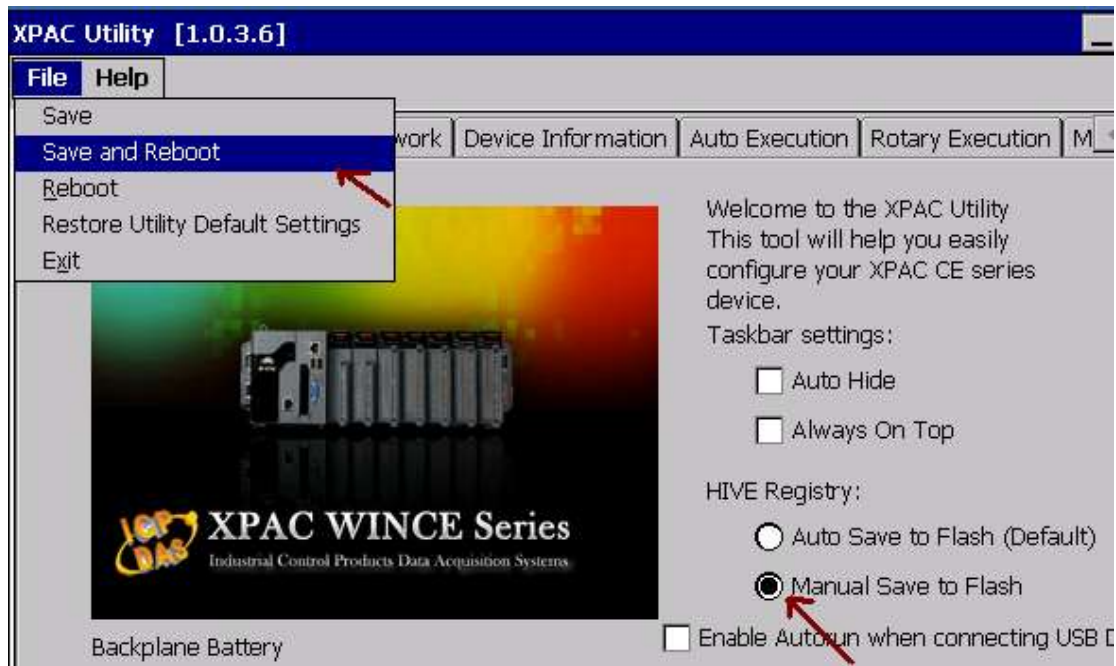 XPAC Utility [1.0.3.6]
File Help
Save
Save and Reboot
Reboot
Restore Utility Default Settings
Exit
Device Information Auto Execution Rotary Execution
Welcome to the XPAC Utility
This tool will help you easily
configure your XPAC CE series
device.
Taskbar settings:
Auto Hide
Always On Top
HIVE Registry:
Auto Save to Flash (Default)
Manual Save to Flash
Enable Autorun when connecting USB
ICP
DAS
XPAC WINCE Series
Industrial Control Products Data Acquisition Systems
Backplane Battery